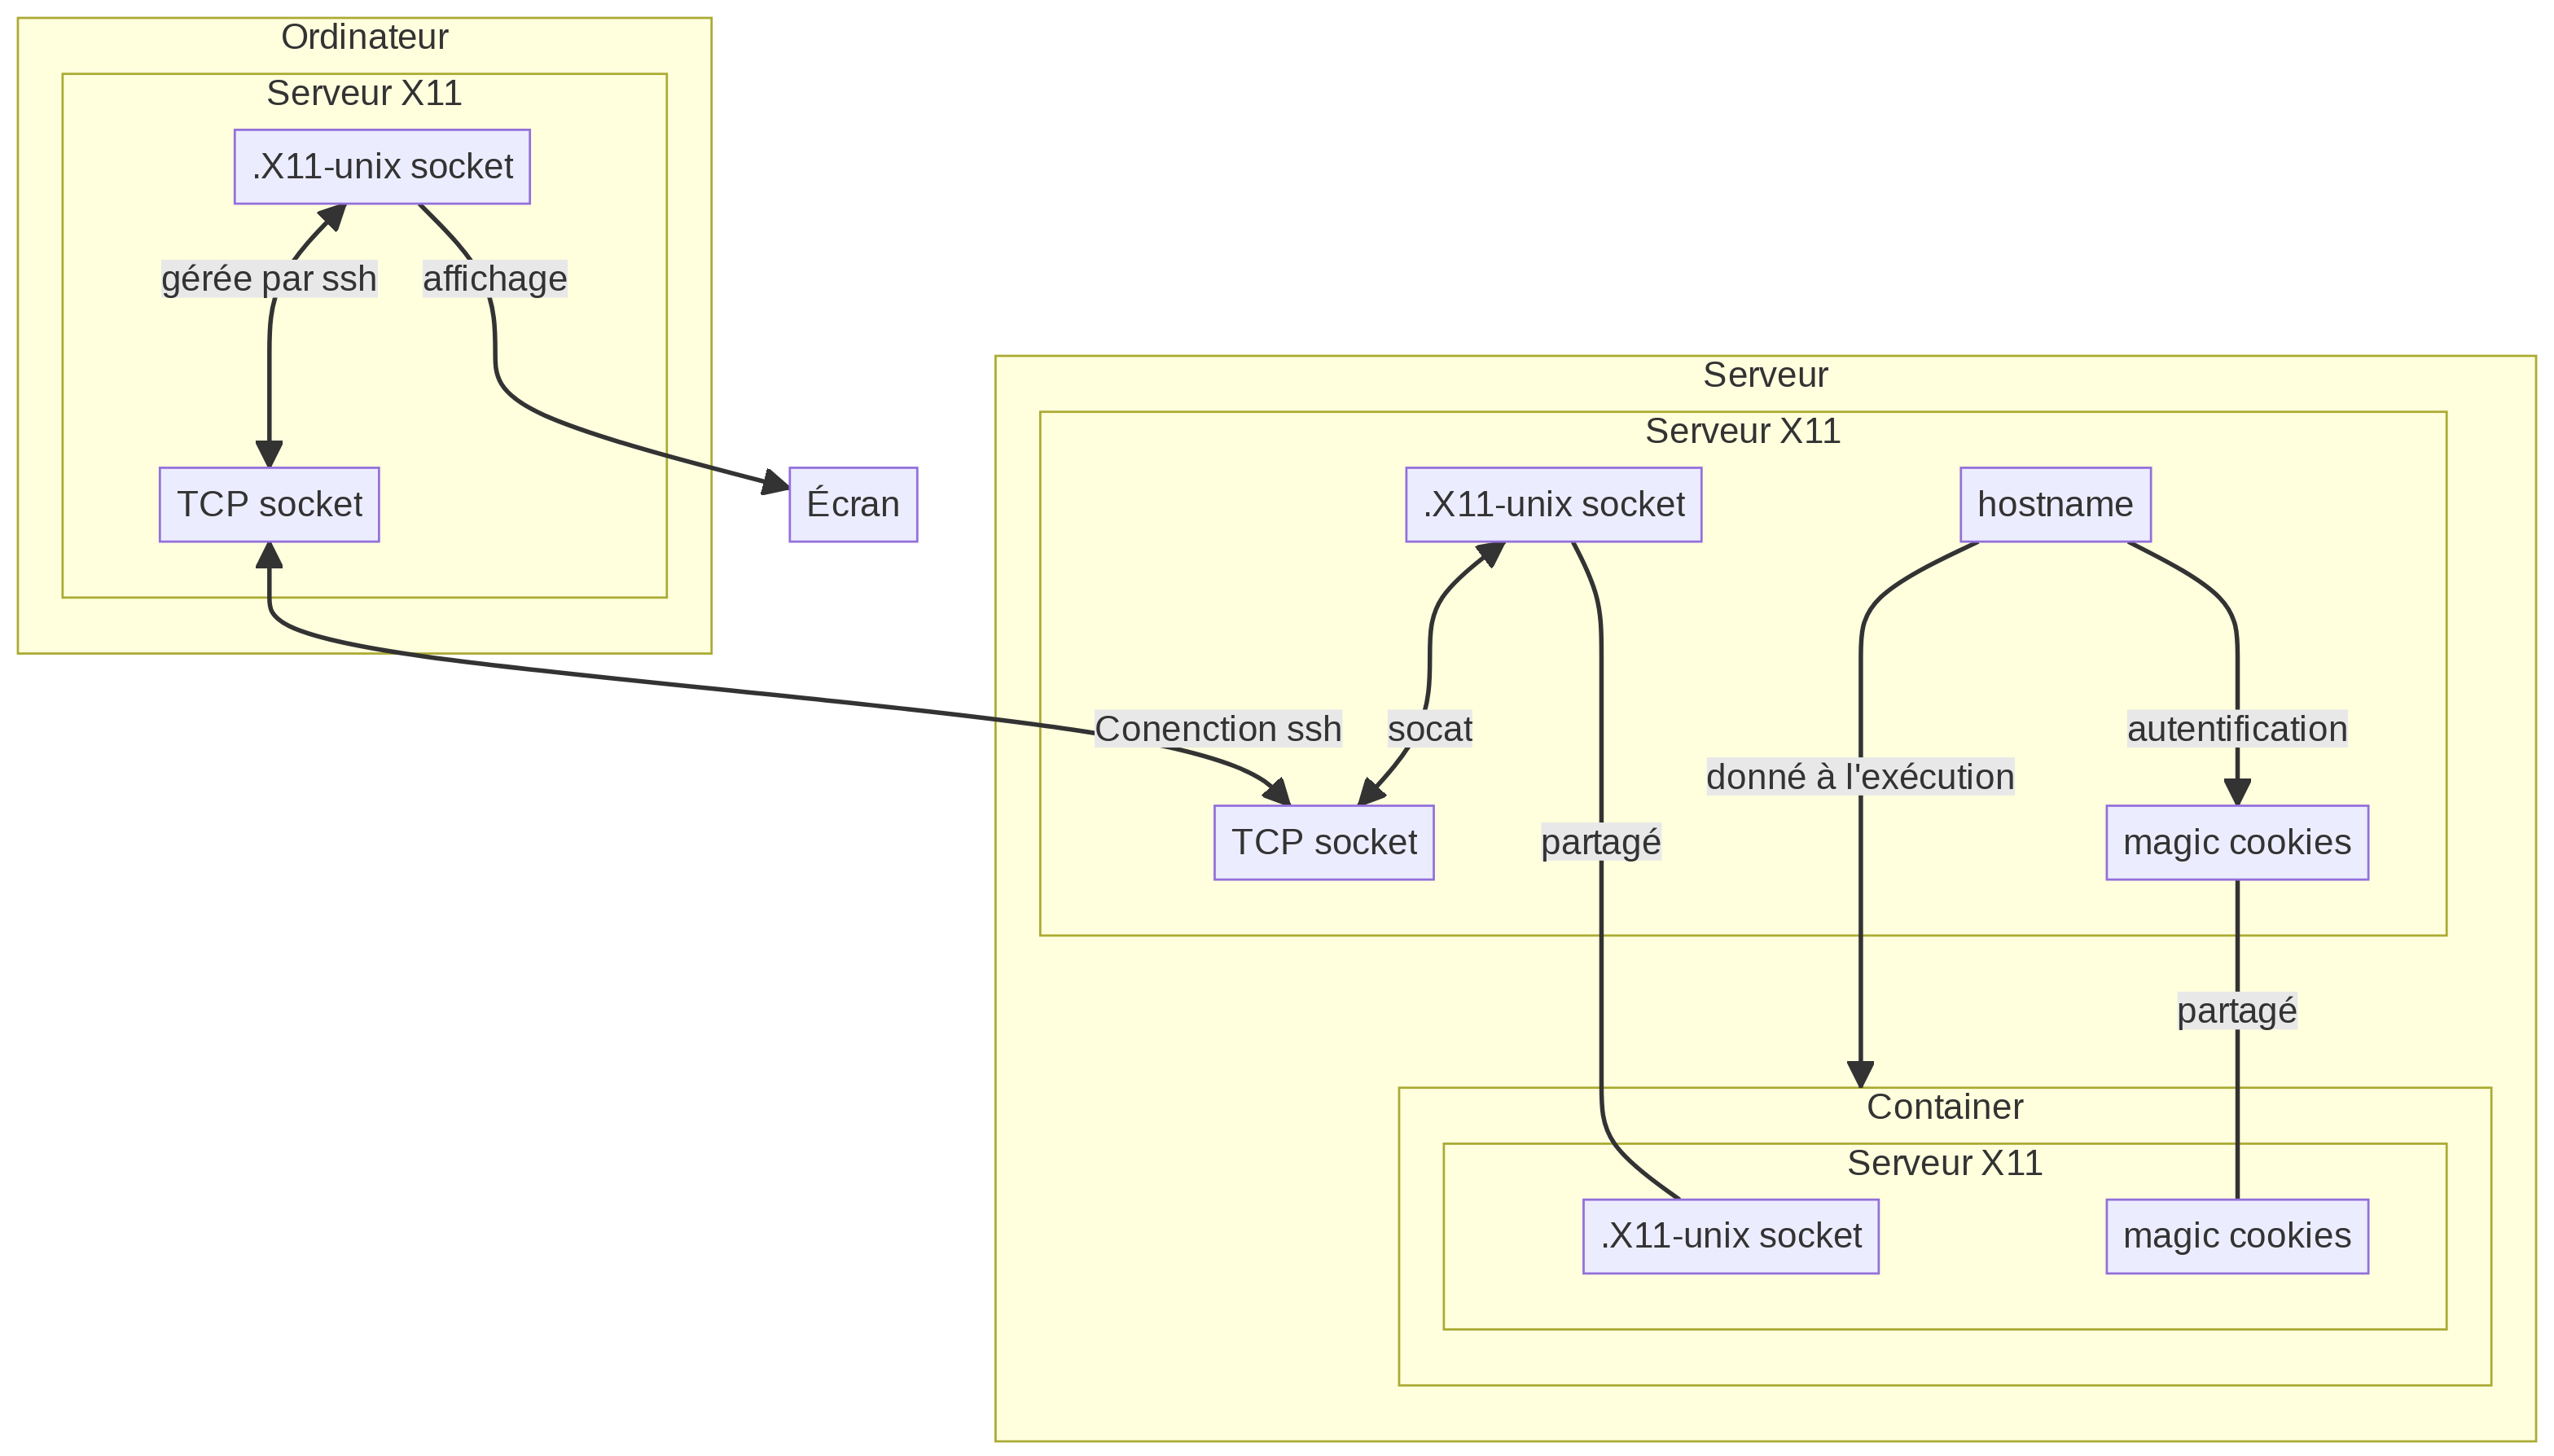 Ordinateur
Serveur X11
.X11-unix socket
gérée par ssh
affichage
TCP socket
Écran
Serveur
Serveur X11
.X11-unix socket
hostname
Conenction ssh
socat
autentification
donné à l'exécution
TCP socket
partagé
magic cookies
partagé
Container
Serveur X11
.X11-unix socket
magic cookies